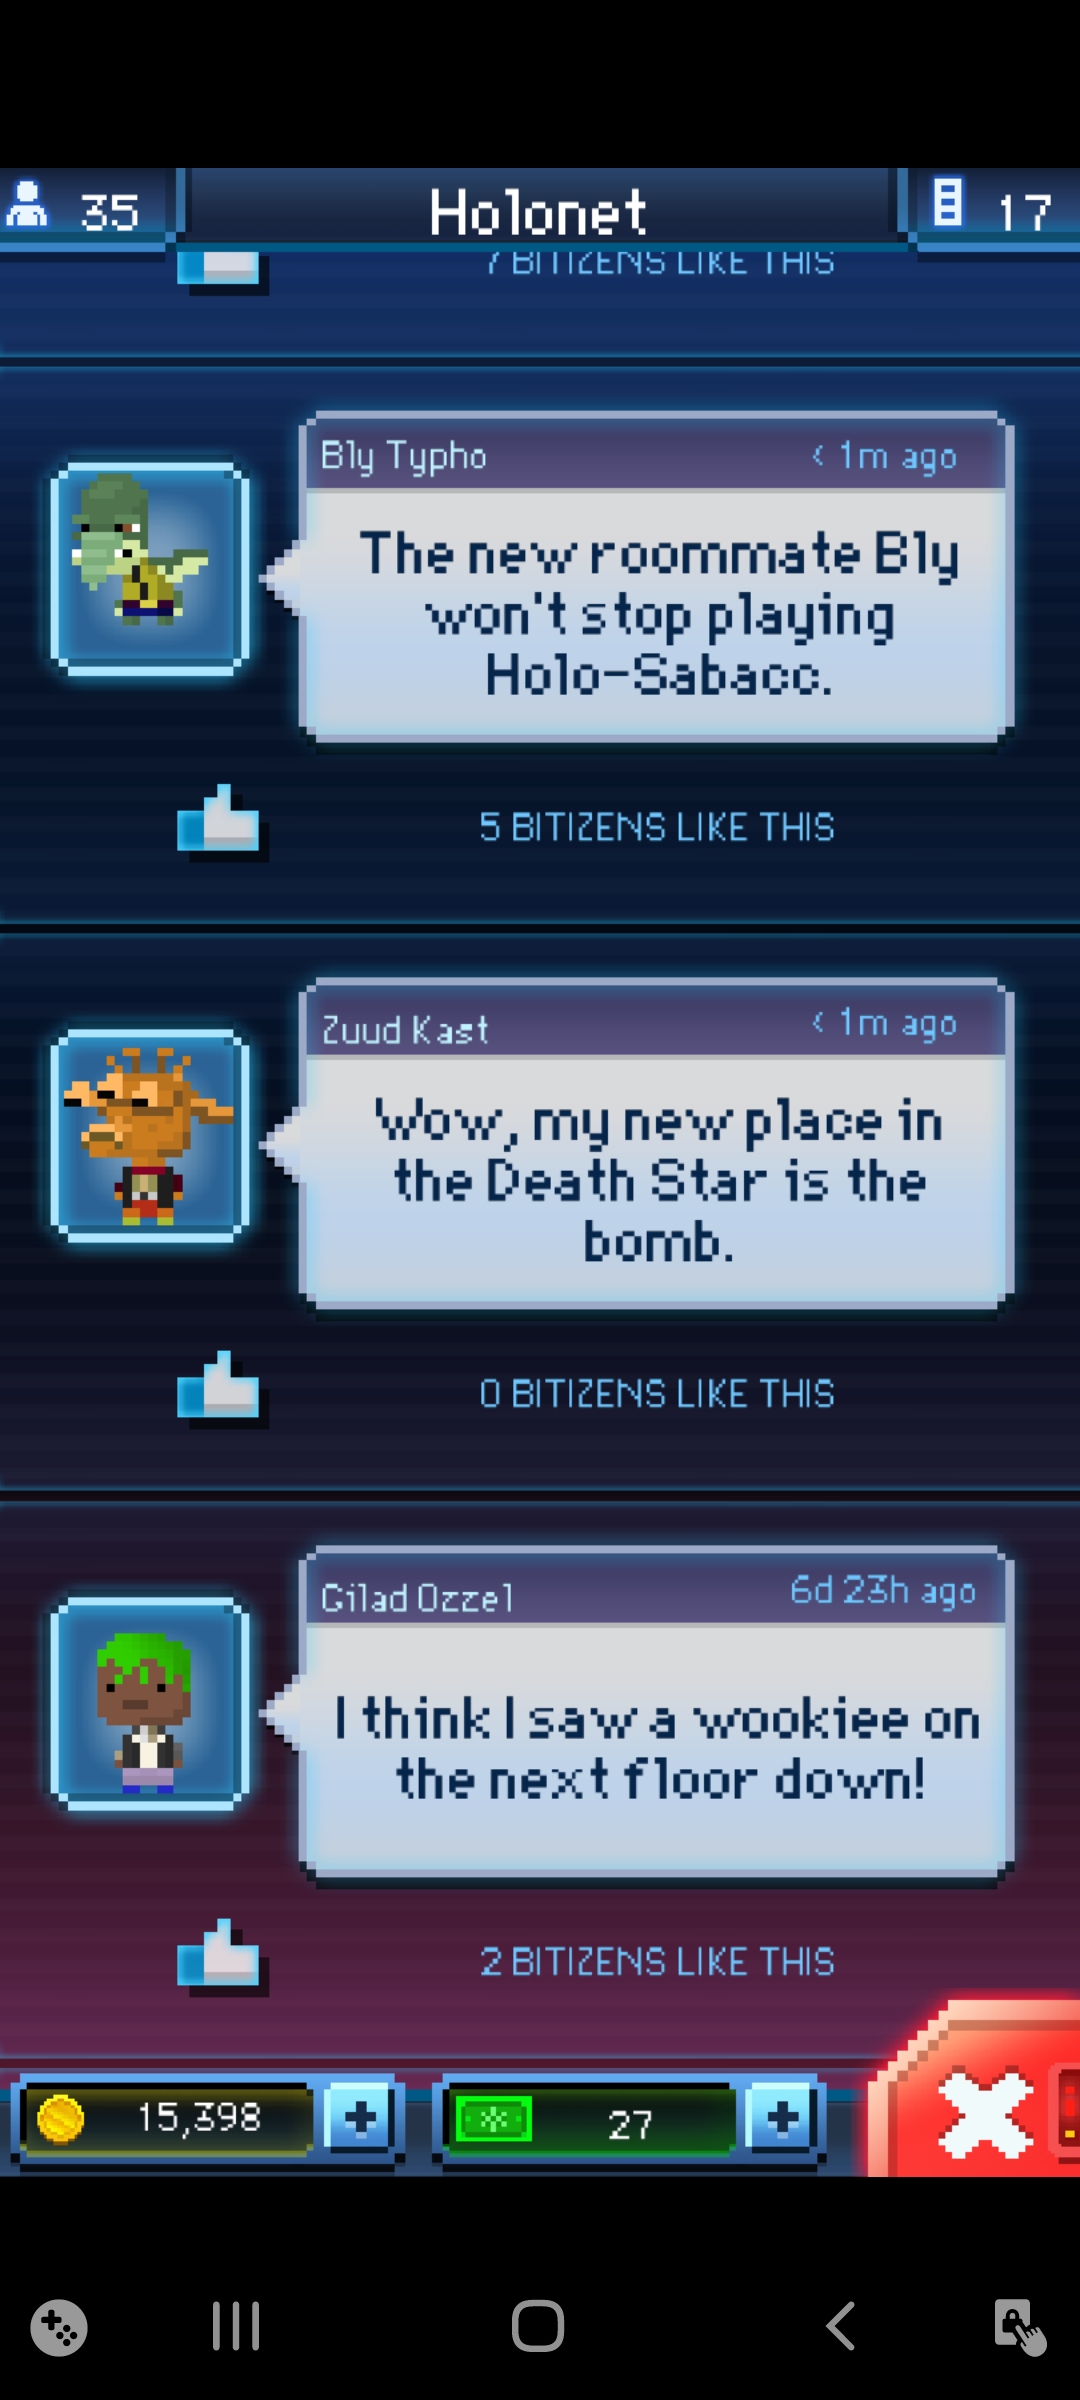 35
Holonet
17
7 BITIZENS LIKE THIS
Bly Typho
< 1m ago
The new roommate Bly
won't stop playing
Holo-Sabacc.
5 BITIZENS LIKE THIS
Zuud Kast
< 1m ago
Wow, my new place in
the Death Star is the
bomb.
0 BITIZENS LIKE THIS
Gilad Ozzel
6d 23h ago
I think I saw a wookiee on
the next floor down!
2 BITIZENS LIKE THIS
15,398
27